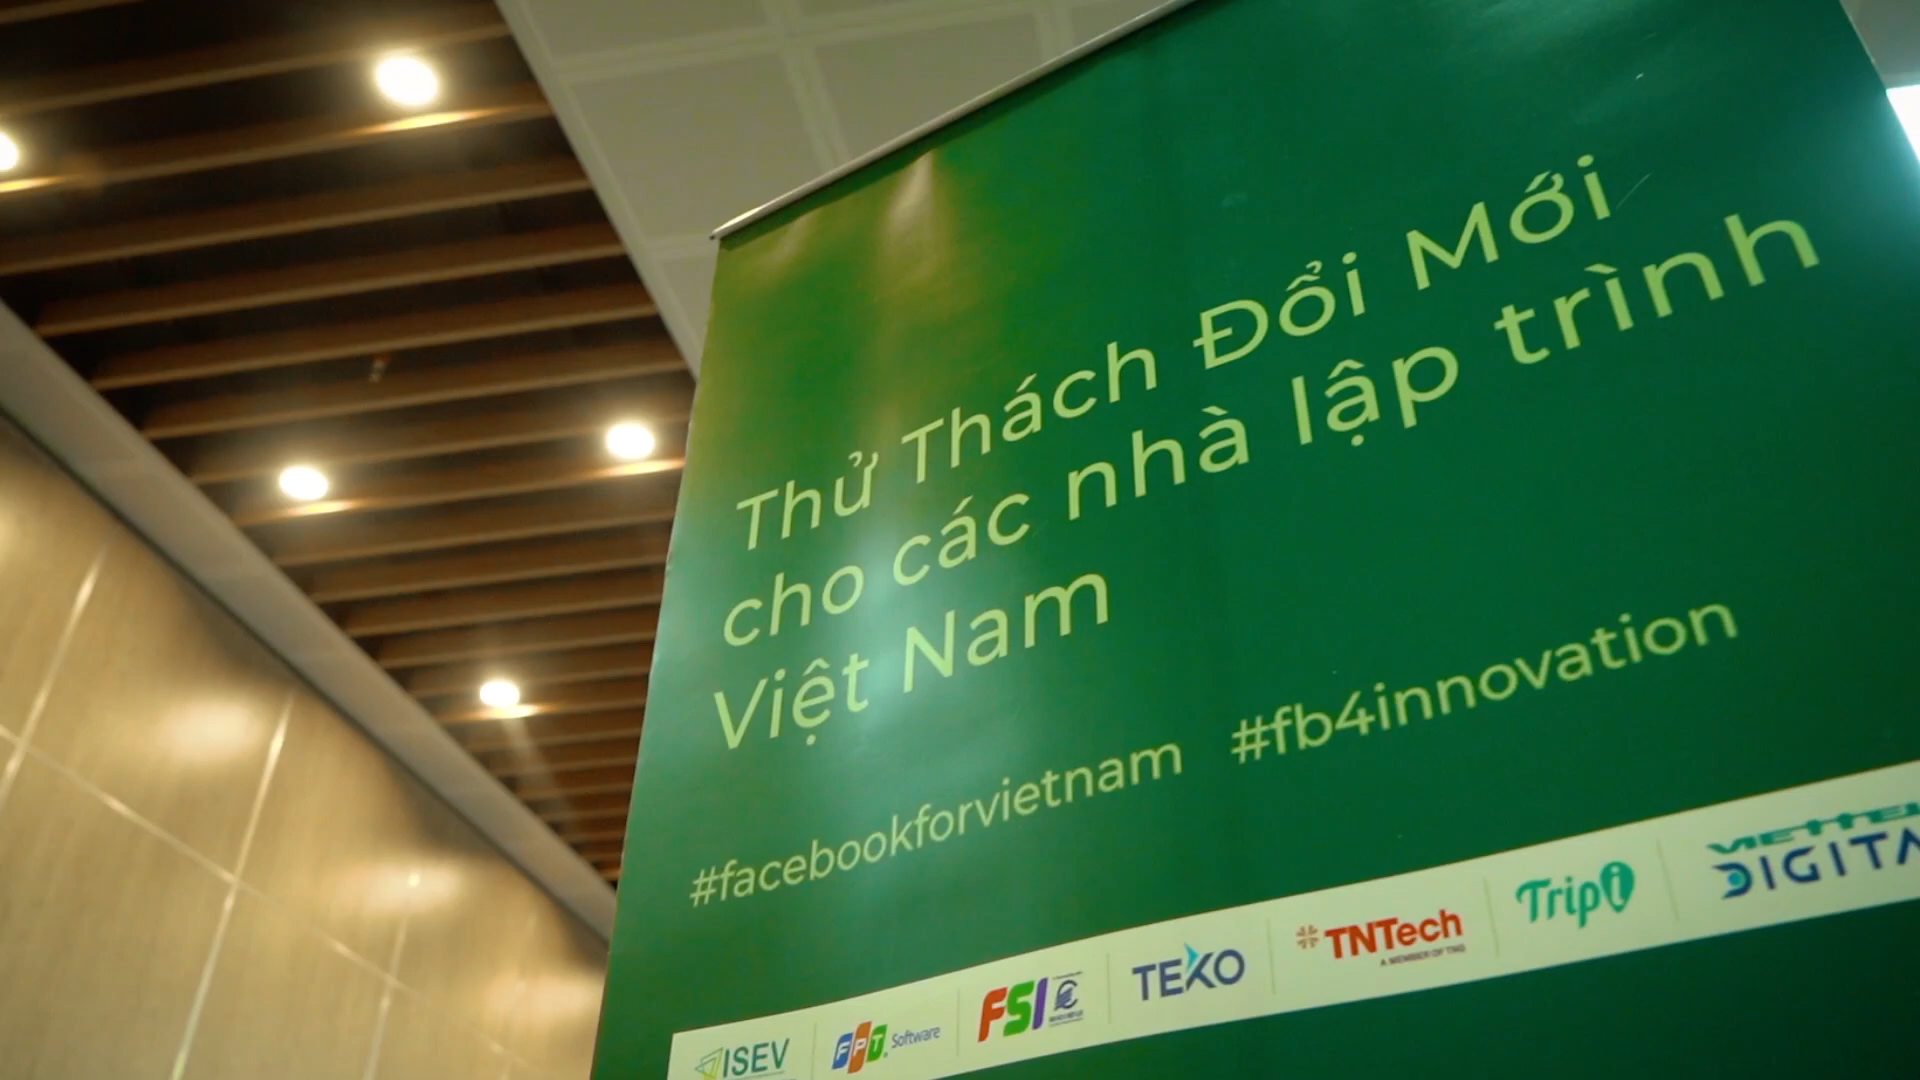 Thử Thách Đổi Mới
cho các nhà lập trình
Việt Nam
#facebookforvietnam #fb4innovation
ISEV FPT Software FSI TEKO TNTech Tripi VIETTEL DIGITA
A MEMBER OF TNG